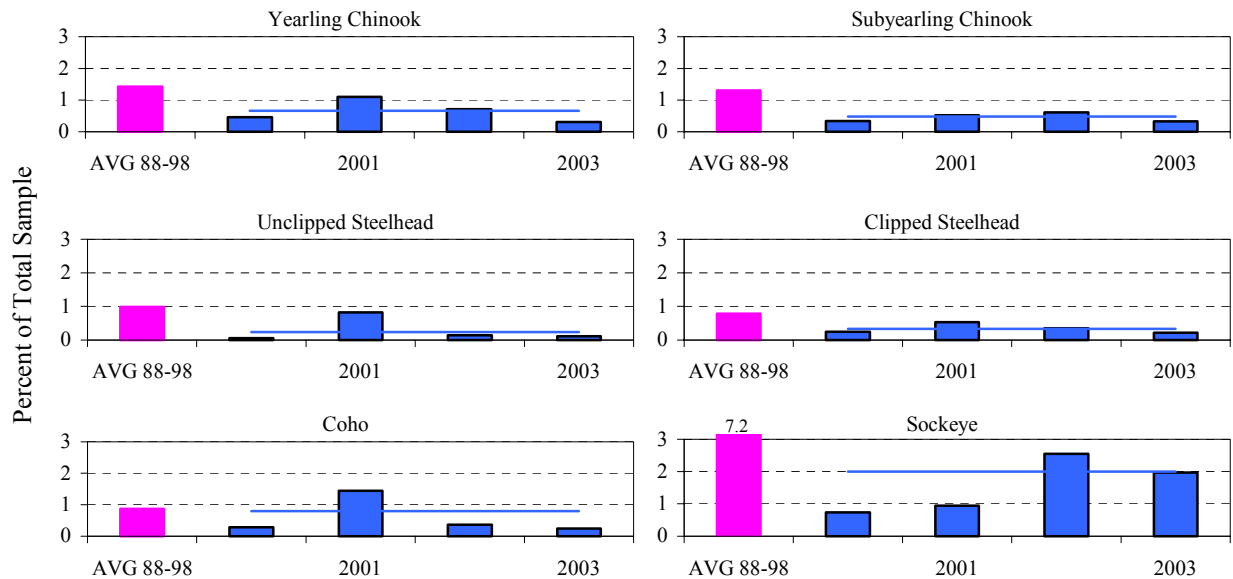 Percent of Total Sample
Yearling Chinook
3
2
1
0
AVG 88-98 2001 2003
Subyearling Chinook
3
2
1
0
AVG 88-98 2001 2003
Unclipped Steelhead
3
2
1
0
AVG 88-98 2001 2003
Clipped Steelhead
3
2
1
0
AVG 88-98 2001 2003
Coho
3
2
1
0
AVG 88-98 2001 2003
Sockeye
7.2
3
2
1
0
AVG 88-98 2001 2003